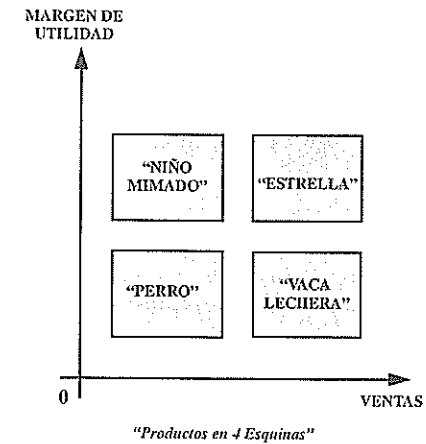 MARGEN DE
UTILIDAD
“NIÑO
MIMADO”
“ESTRELLA”
“PERRO”
“VACA
LECHERA”
0
VENTAS
“Productos en 4 Esquinas”